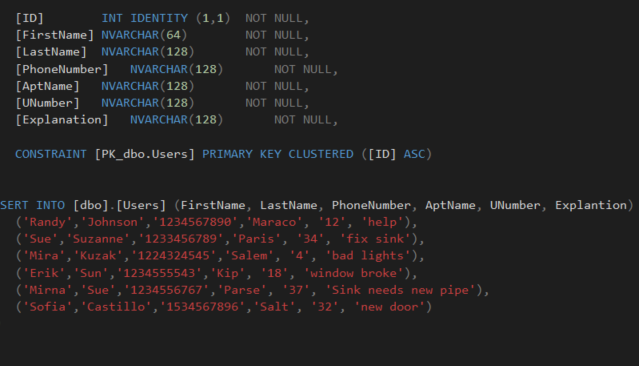 [ID] INT IDENTITY (1,1) NOT NULL,
[FirstName] NVARCHAR(64) NOT NULL,
[LastName] NVARCHAR(128) NOT NULL,
[PhoneNumber] NVARCHAR(128) NOT NULL,
[AptName] NVARCHAR(128) NOT NULL,
[UNumber] NVARCHAR(128) NOT NULL,
[Explanation] NVARCHAR(128) NOT NULL,
CONSTRAINT [PK_dbo.Users] PRIMARY KEY CLUSTERED ([ID] ASC)
SERT INTO [dbo].[Users] (FirstName, LastName, PhoneNumber, AptName, UNumber, Explantion)
('Randy','Johnson','1234567890','Maraco', '12', 'help'),
('Sue','Suzanne','1233456789','Paris', '34', 'fix sink'),
('Mira','Kuzak','1224324545','Salem', '4', 'bad lights'),
('Erik','Sun','1234555543','Kip', '18', 'window broke'),
('Mirna','Sue','1234556767','Parse', '37', 'Sink needs new pipe'),
('Sofia','Castillo','1534567896','Salt', '32', 'new door')